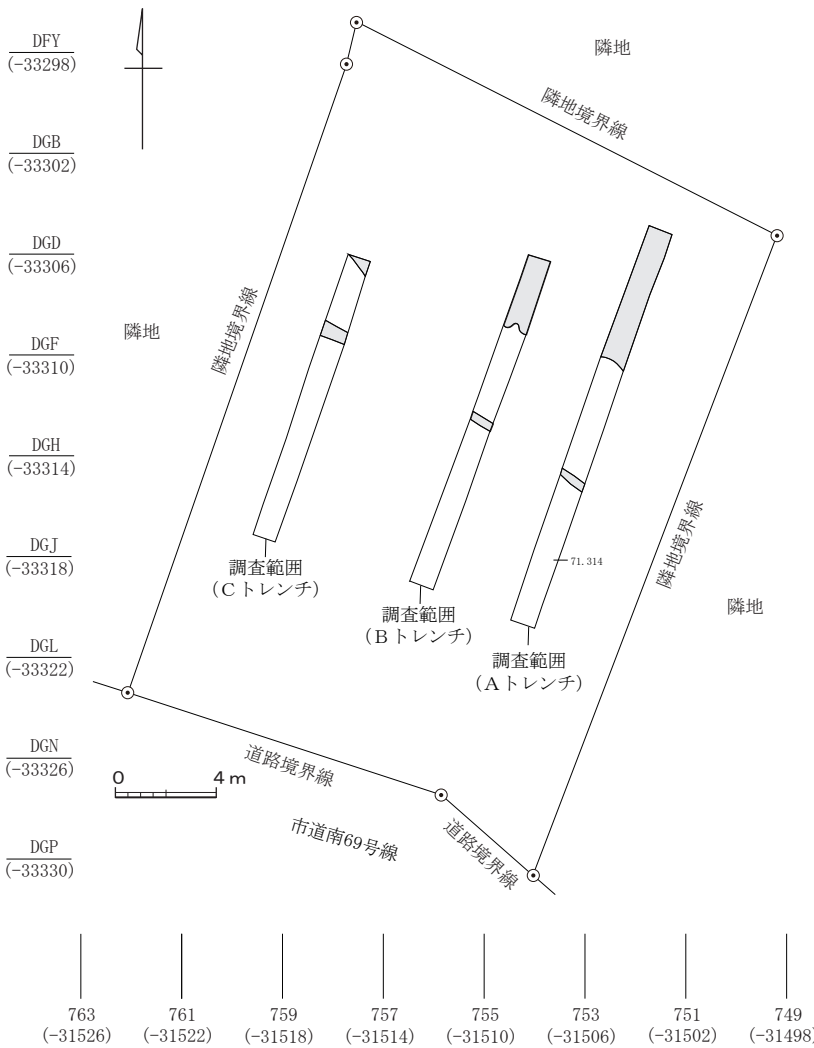 DFY
(-33298)
DGB
(-33302)
DGD
(-33306)
DGF
(-33310)
DGH
(-33314)
DGJ
(-33318)
DGL
(-33322)
DGN
(-33326)
DGP
(-33330)
隣地
隣地境界線
隣地境界線
隣地
隣地境界線
隣地
71.314
調査範囲
(Cトレンチ)
調査範囲
(Bトレンチ)
調査範囲
(Aトレンチ)
道路境界線
0 4 m
市道南69号線
道路境界線
763 761 759 757 755 753 751 749
(-31526) (-31522) (-31518) (-31514) (-31510) (-31506) (-31502) (-31498)